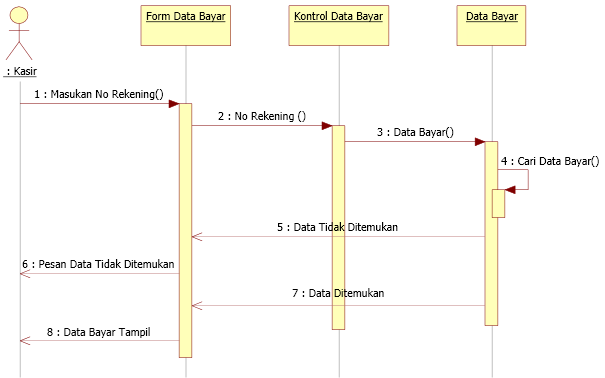 Form Data Bayar
Kontrol Data Bayar
Data Bayar
: Kasir
1 : Masukan No Rekening()
2 : No Rekening ()
3 : Data Bayar()
4 : Cari Data Bayar()
5 : Data Tidak Ditemukan
6 : Pesan Data Tidak Ditemukan
7 : Data Ditemukan
8 : Data Bayar Tampil